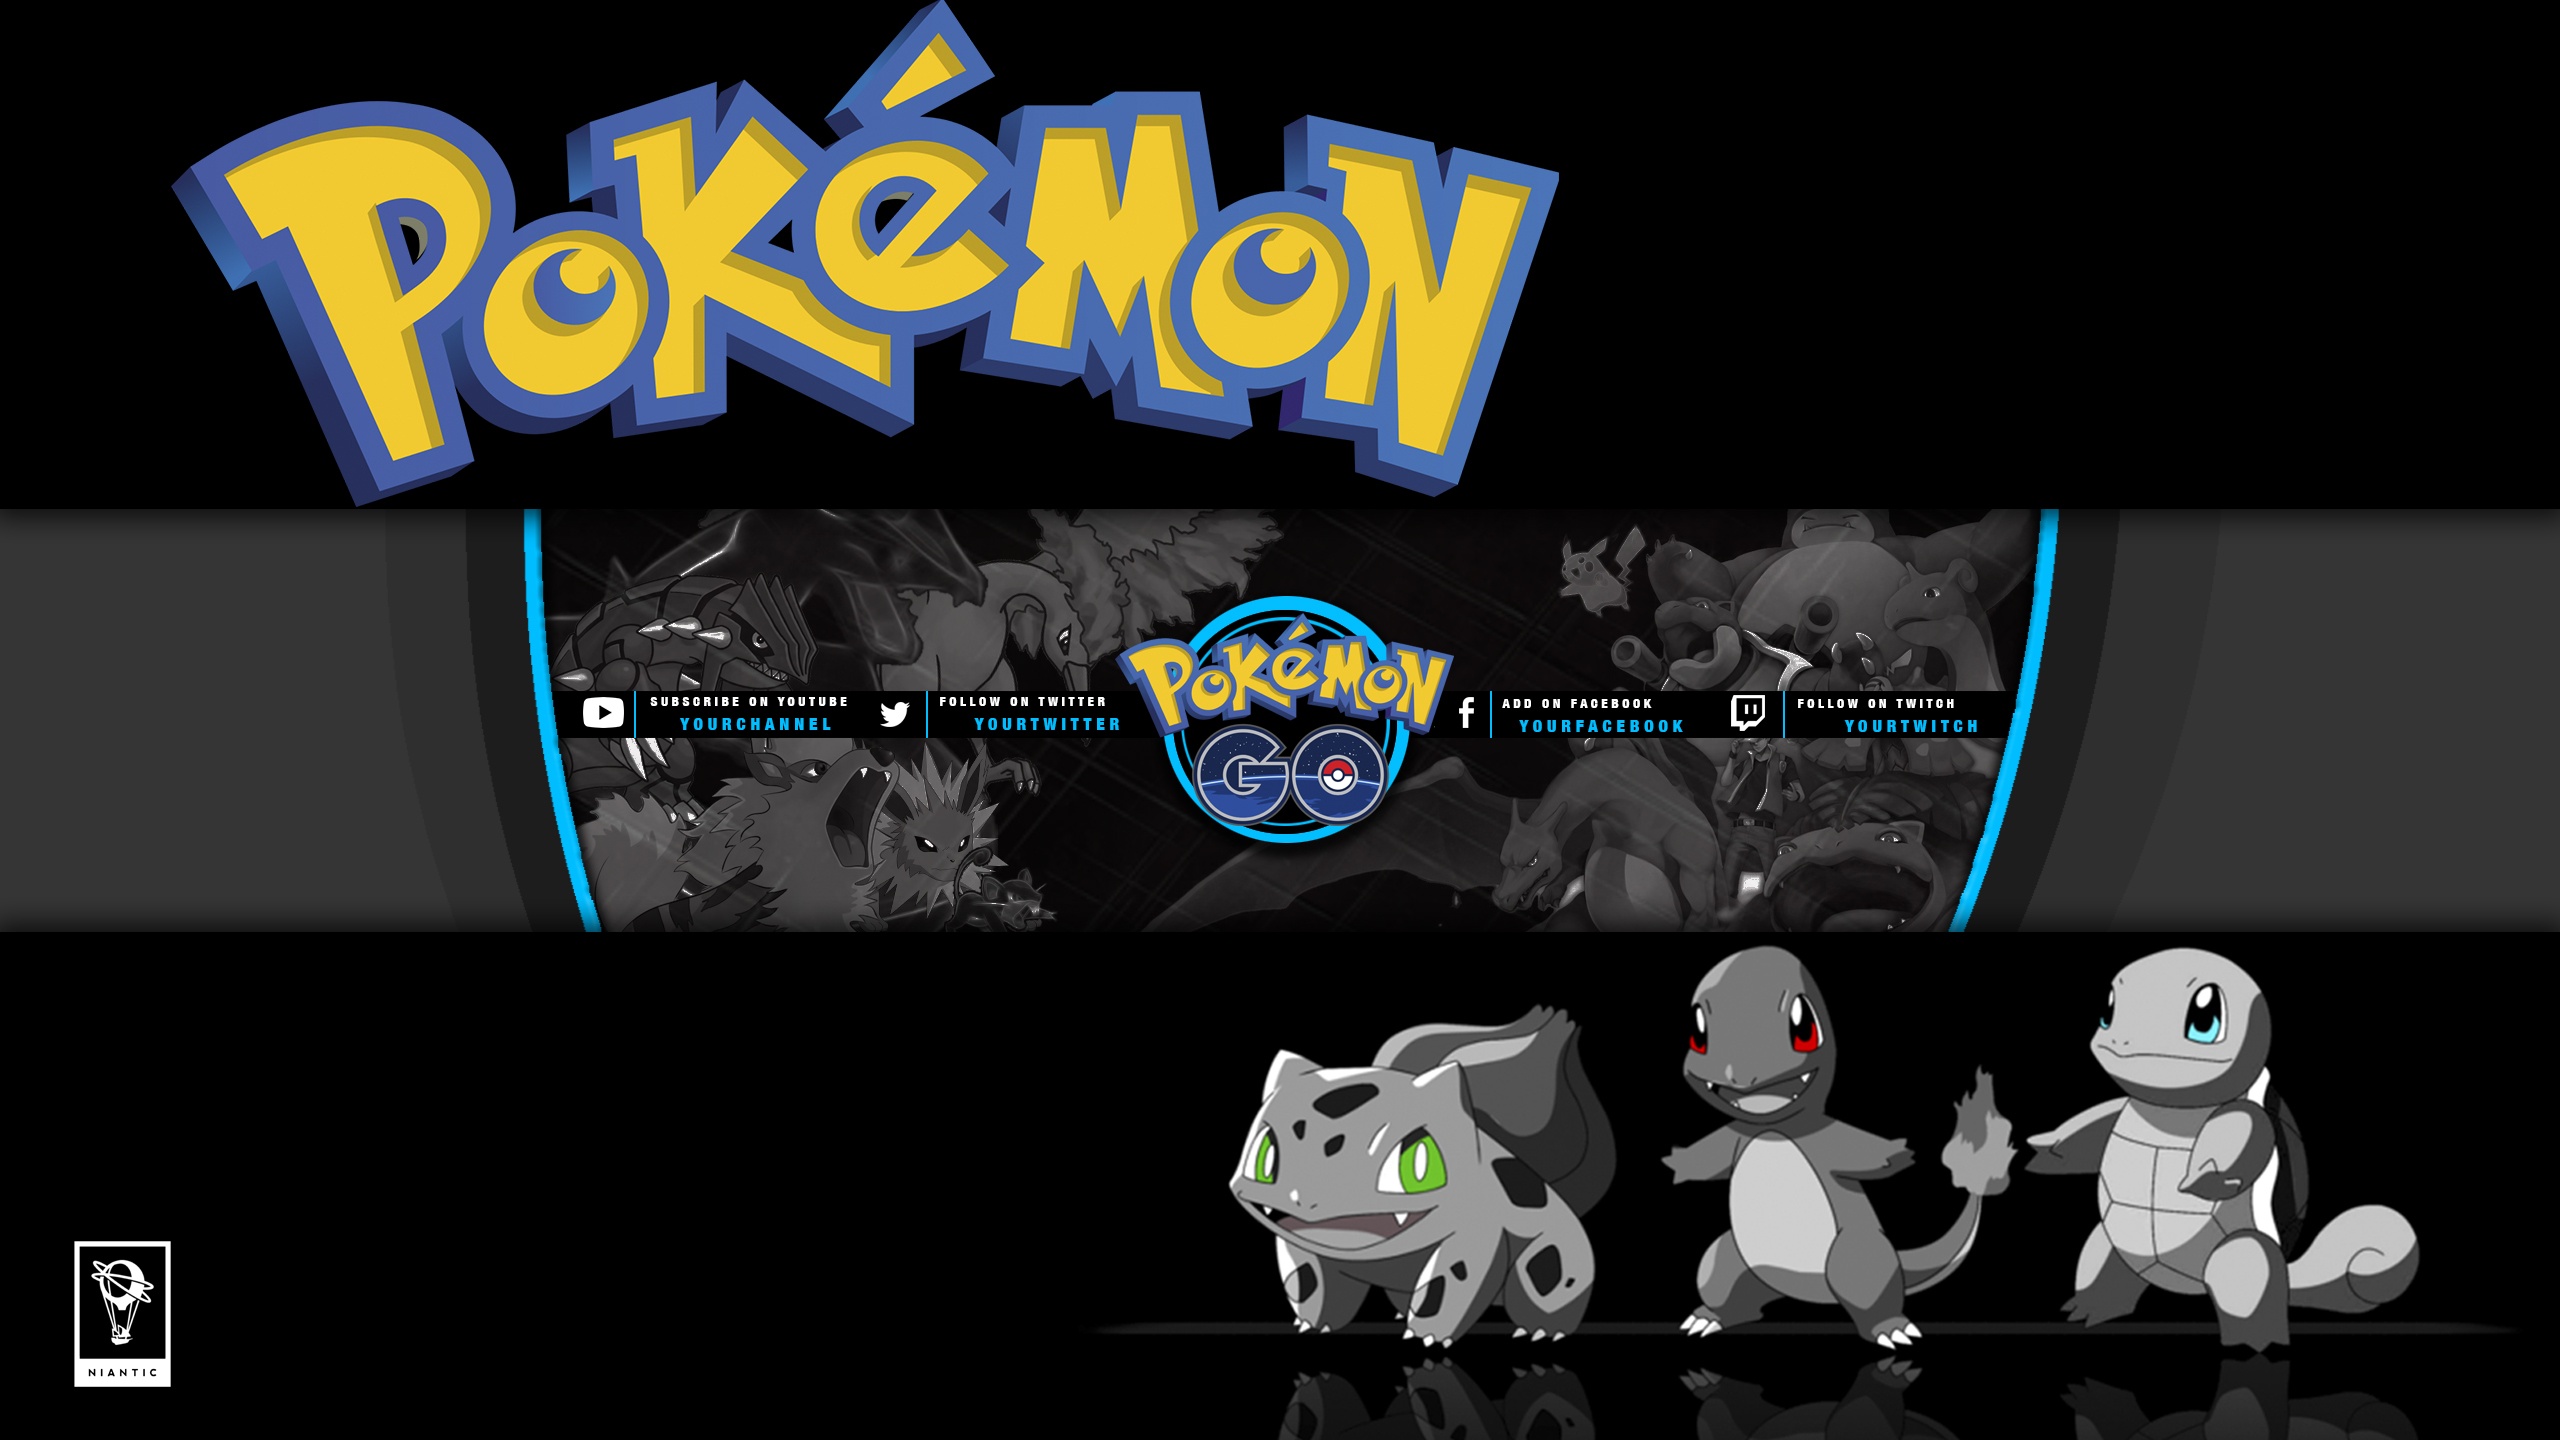 POKéMON
SUBSCRIBE ON YOUTUBE
YOURCHANNEL
FOLLOW ON TWITTER
YOURTWITTER
POKéMON
GO
ADD ON FACEBOOK
YOURFACEBOOK
FOLLOW ON TWITCH
YOURTWITCH
NIANTIC